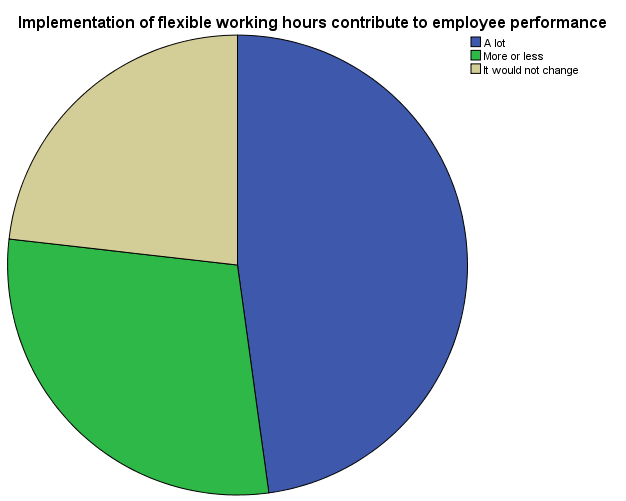 Implementation of flexible working hours contribute to employee performance
A lot
More or less
It would not change